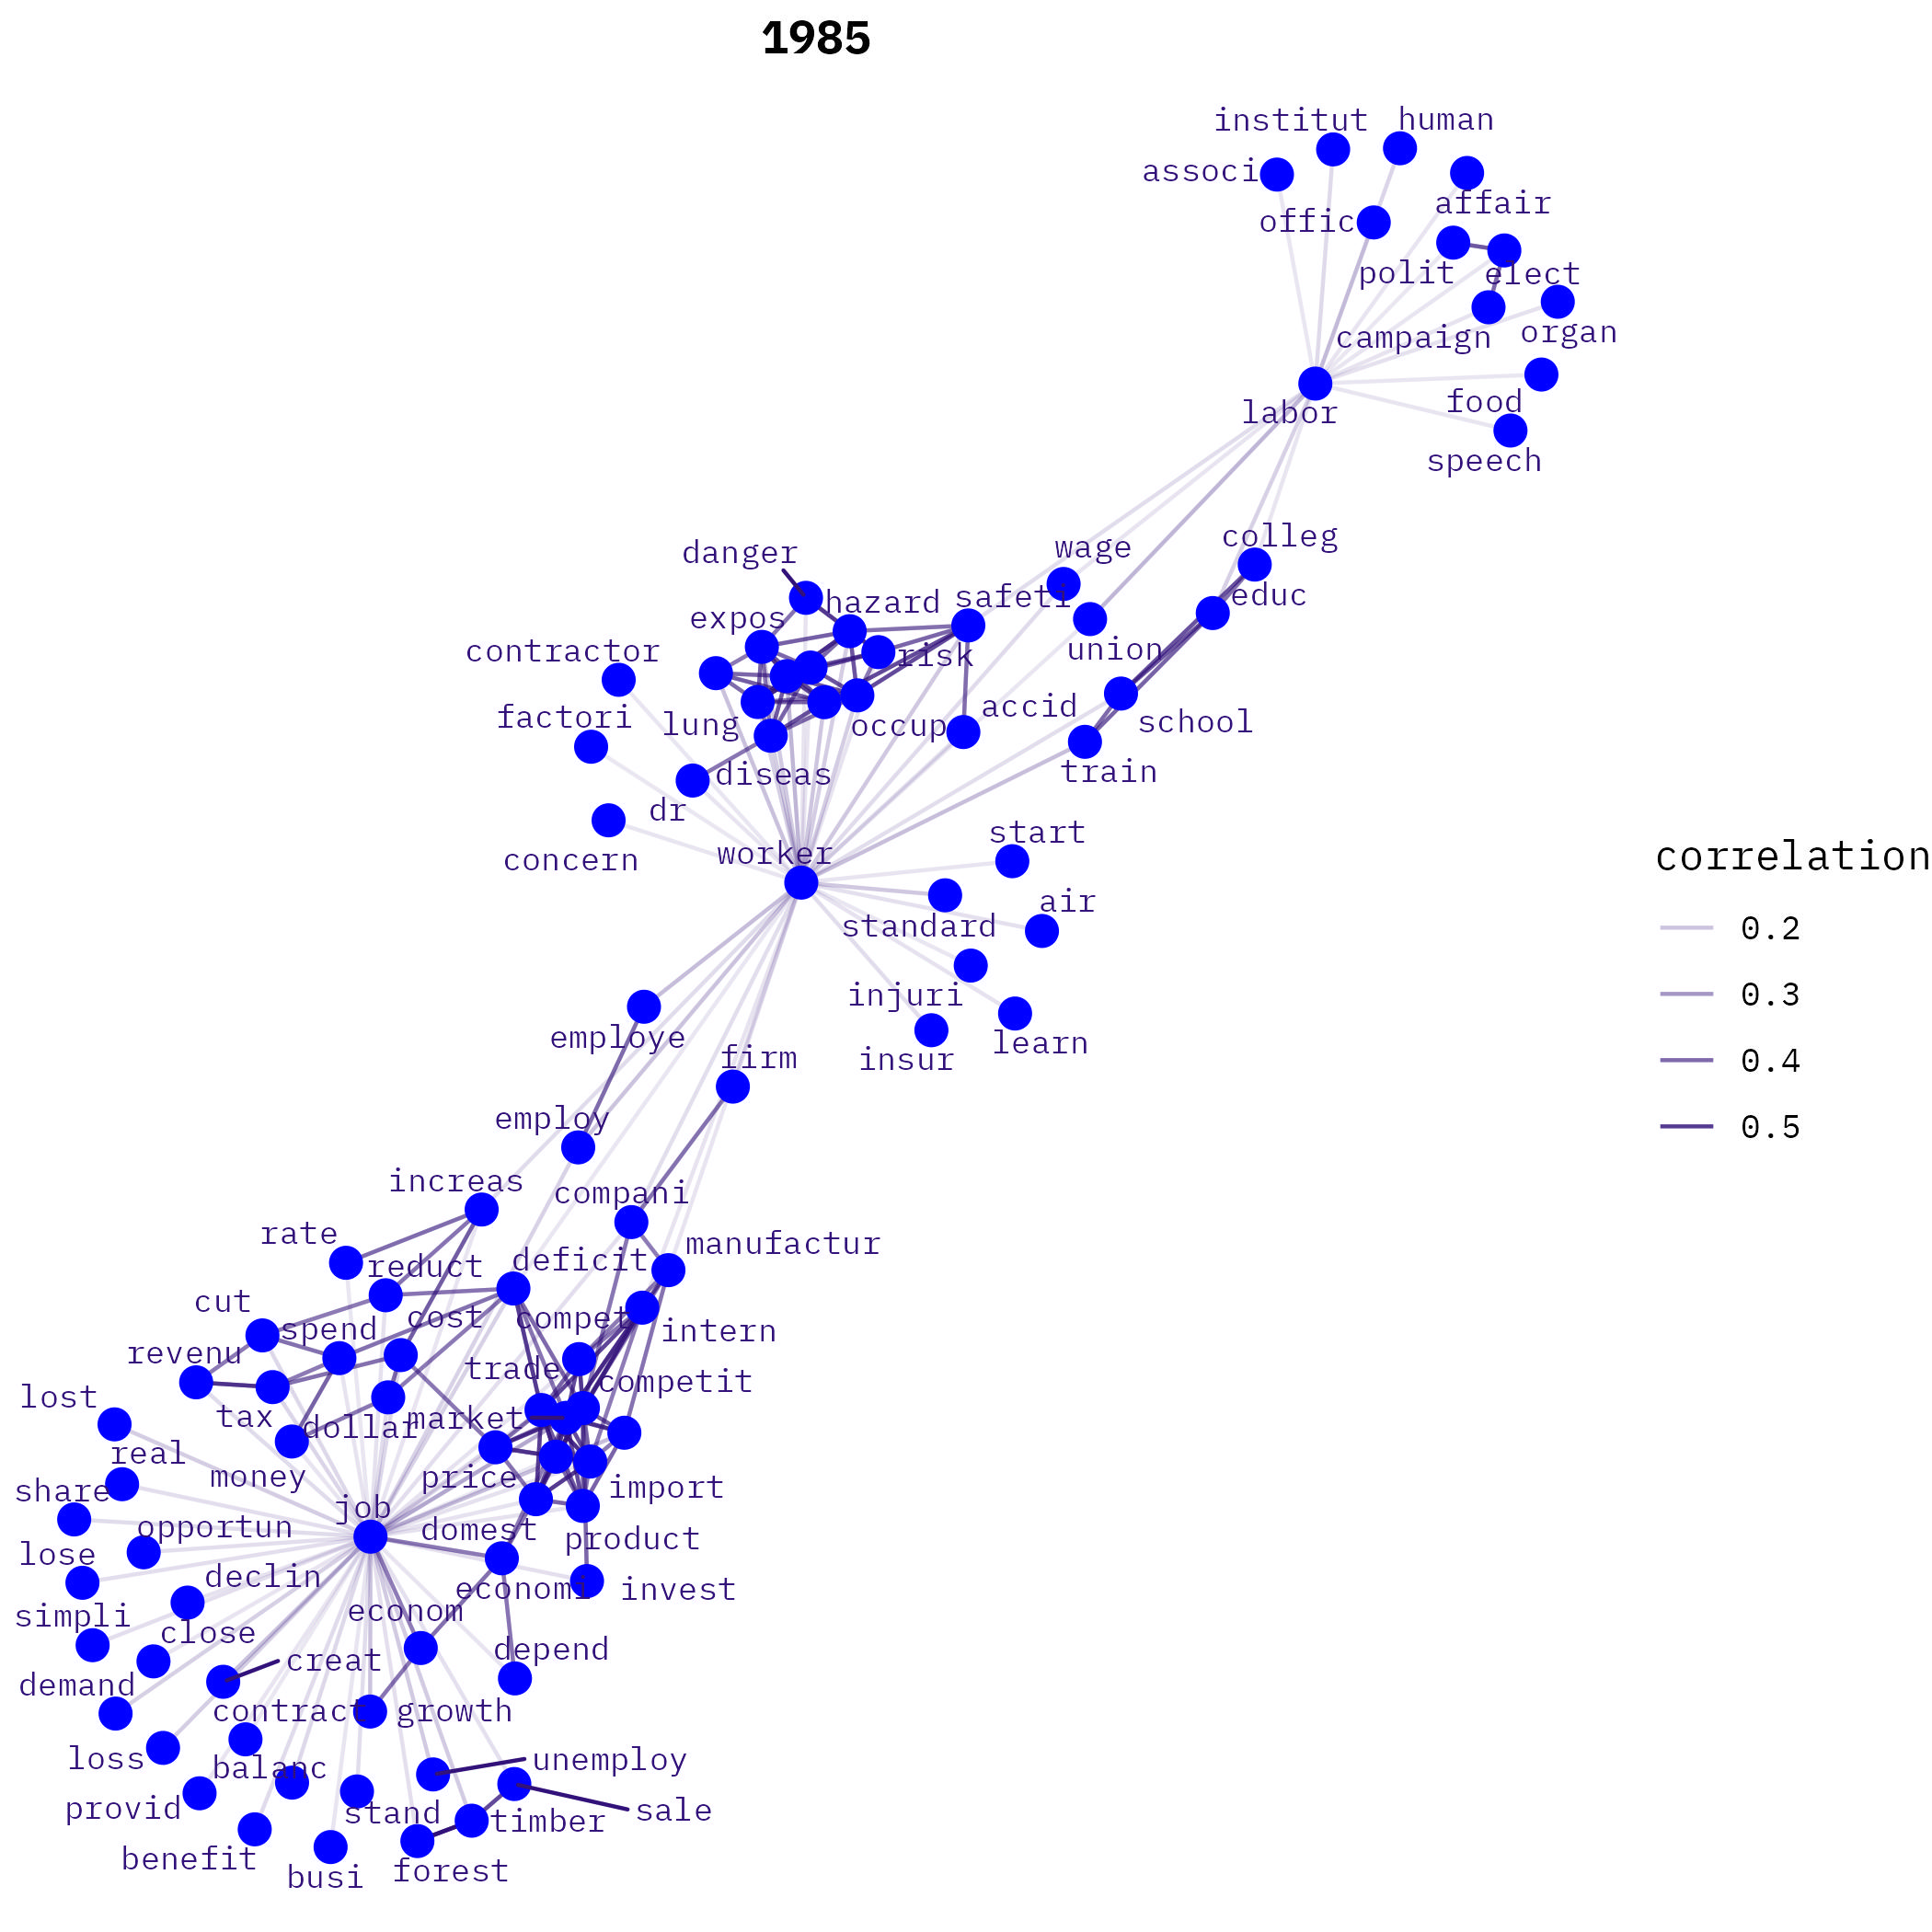 1985
institut
human
associ
affair
offic
polit
elect
campaign
organ
labor
food
speech
colleg
wage
danger
hazard
safeti
educ
expos
contractor
union
risk
factori
lung
occup
accid
school
diseas
train
dr
concern
worker
start
air
standard
injuri
learn
insur
employe
firm
employ
increas
compani
rate
manufactur
reduct
deficit
cut
cost
compet
spend
intern
revenu
trade
competit
lost
tax
dollar
market
real
money
price
import
share
job
opportun
domest
product
lose
declin
economi
invest
simpli
econom
close
creat
depend
demand
contract
growth
loss
balanc
unemploy
provid
stand
timber
sale
benefit
busi
forest
correlation
0.2
0.3
0.4
0.5